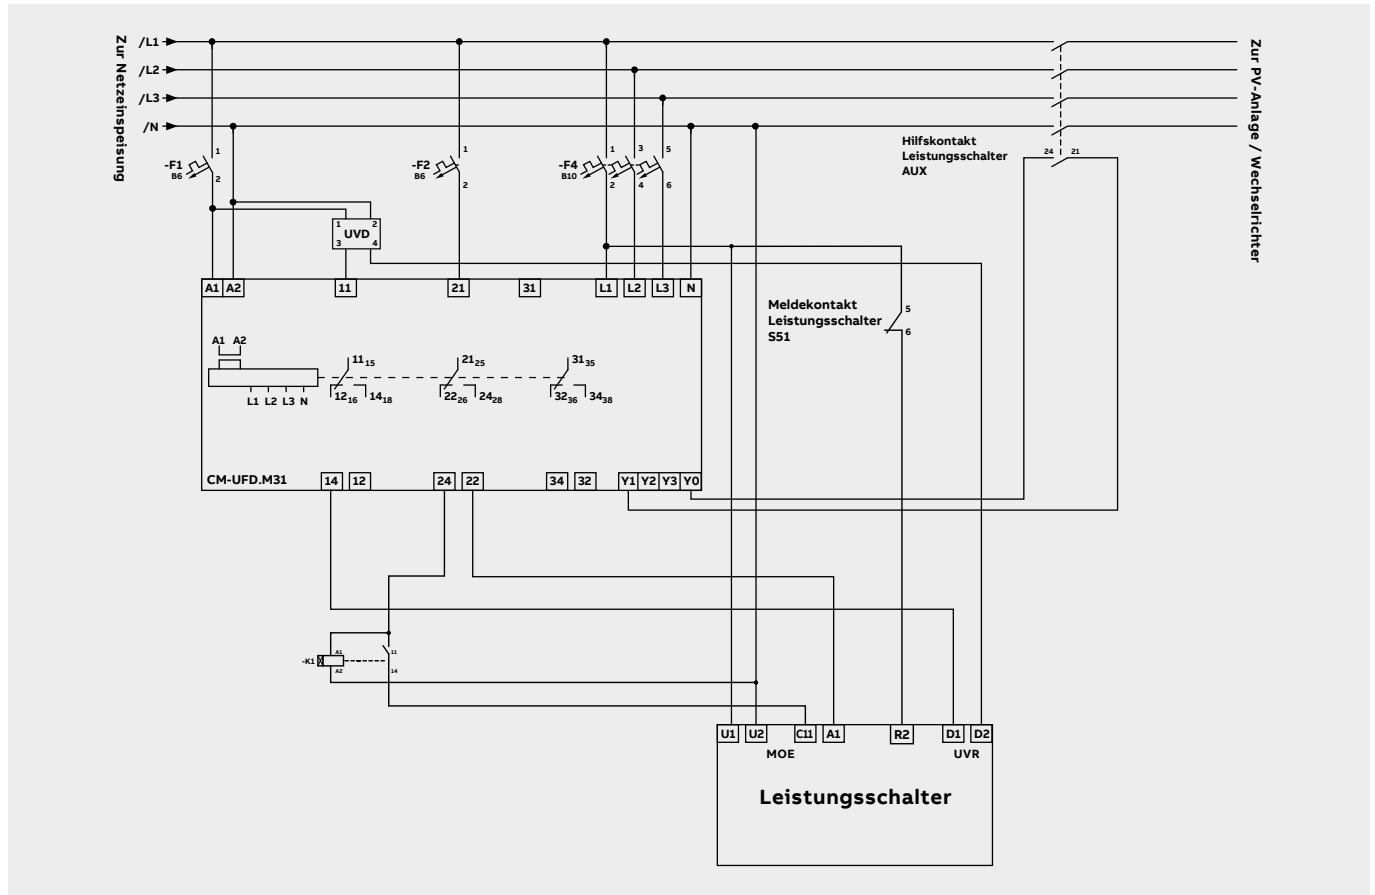 Zur Netzeinspeisung
/L1
/L2
/L3
/N
Zur PV-Anlage / Wechselrichter
Hilfskontakt
Leistungsschalter
AUX
24 21
-F1
B6
1
2
-F2
B6
1
2
-F4
B10
1 3 5
2 4 6
1 2
UVD
3 4
A1 A2 11 21 31 L1 L2 L3 N
Meldekontakt
Leistungsschalter
S51
5
6
A1 A2
11 15 21 25 31 35
12 16 14 18 22 26 24 28 32 36 34 38
L1 L2 L3 N
CM-UFD.M31
14 12 24 22 34 32 Y1 Y2 Y3 Y0
-K1
A1
A2
11
14
U1 U2 C11 A1 R2 D1 D2
MOE UVR
Leistungsschalter